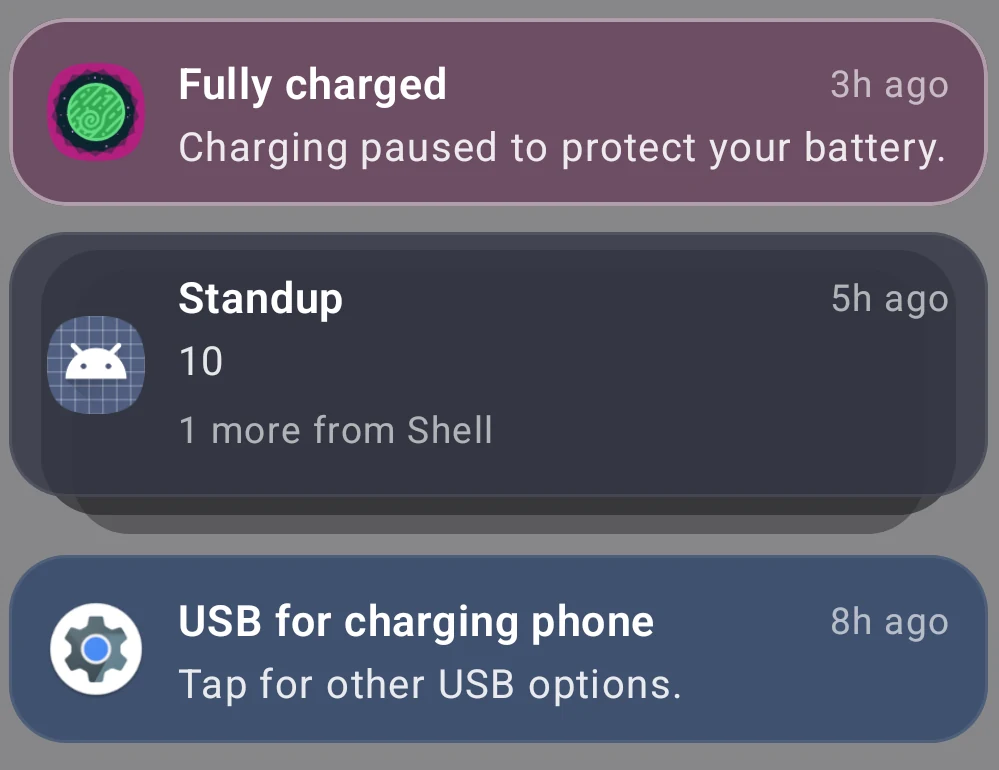 Fully charged
3h ago
Charging paused to protect your battery.
Standup
5h ago
10
1 more from Shell
USB for charging phone
8h ago
Tap for other USB options.